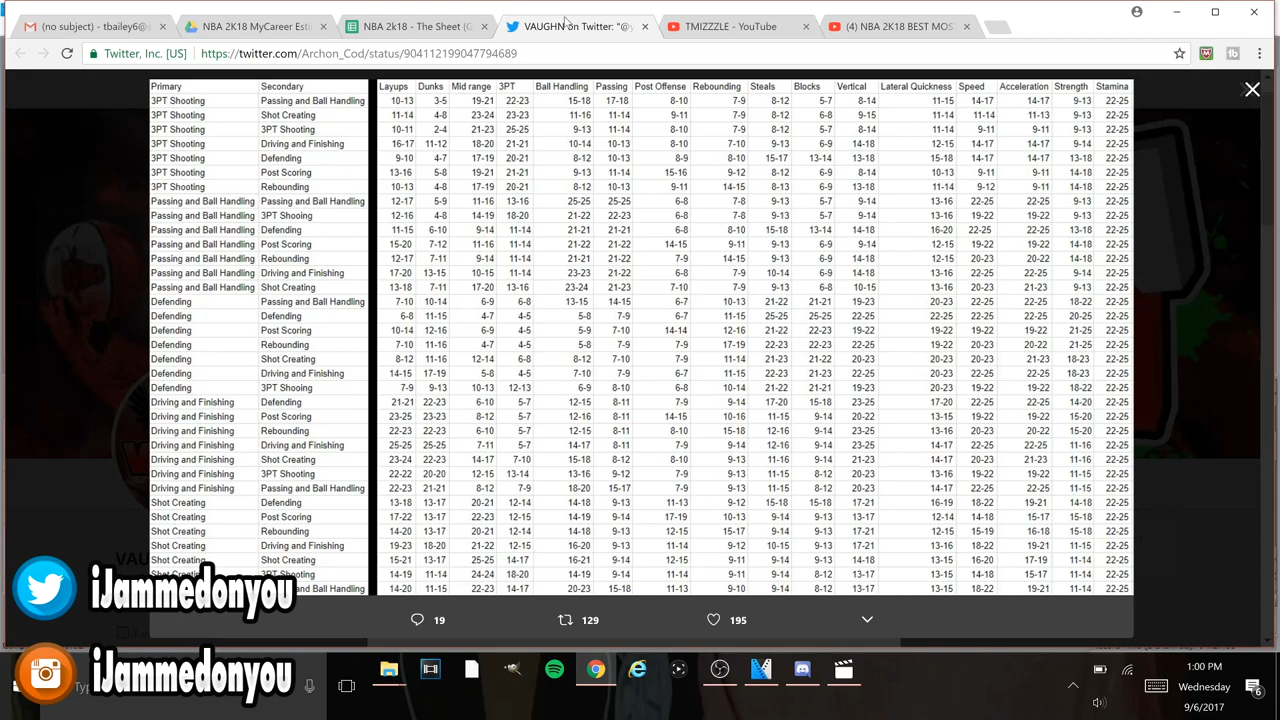 (no subject) - tbailey6@s
NBA 2K18 MyCareer Esti
NBA 2K18 - The Sheet (G
VAUGHN on Twitter: "@y
TMIZZZLE - YouTube
(4) NBA 2K18 BEST MOS
Twitter, Inc. [US] https://twitter.com/Archon_Cod/status/904112199047794689
Primary Secondary Layups Dunks Mid range 3PT Ball Handling Passing Post Offense Rebounding Steals Blocks Vertical Lateral Quickness Speed Acceleration Strength Stamina
3PT Shooting Passing and Ball Handling 10-13 3-5 19-21 22-23 15-18 17-18 8-10 7-9 8-12 5-7 8-14 11-15 14-17 14-17 9-13 22-25
3PT Shooting Shot Creating 11-14 4-8 23-24 23-23 11-16 11-14 9-11 7-9 8-12 6-8 9-15 11-14 11-14 11-13 9-13 22-25
3PT Shooting 3PT Shooting 10-11 2-4 21-23 25-25 9-13 11-14 8-10 7-9 8-12 5-7 8-14 11-14 9-11 9-11 9-13 22-25
3PT Shooting Driving and Finishing 16-17 11-12 18-20 20-21 10-14 10-13 8-10 7-10 9-13 6-9 14-18 12-15 14-17 14-17 9-14 22-25
3PT Shooting Defending 9-10 4-7 17-19 20-21 8-12 10-13 8-9 8-10 15-17 13-14 13-18 15-18 14-17 14-17 13-18 22-25
3PT Shooting Post Scoring 13-16 5-8 19-21 21-21 9-13 11-14 15-16 9-12 8-12 6-9 8-14 10-13 9-11 9-11 14-18 22-25
3PT Shooting Rebounding 10-13 4-8 17-19 20-21 8-12 10-13 9-11 14-15 8-13 6-9 13-18 11-14 9-12 9-11 14-18 22-25
Passing and Ball Handling Passing and Ball Handling 12-17 5-9 11-16 13-16 25-25 25-25 6-8 7-8 9-13 5-7 9-14 13-16 22-25 22-25 9-13 22-25
Passing and Ball Handling 3PT Shooing 12-16 4-8 14-19 18-20 21-22 22-23 6-8 7-8 9-13 5-7 9-14 13-16 19-22 19-22 9-13 22-25
Passing and Ball Handling Defending 11-15 6-10 9-14 11-14 21-21 21-21 6-8 8-10 15-18 13-14 14-18 16-20 22-25 22-25 14-18 22-25
Passing and Ball Handling Post Scoring 15-20 7-12 11-16 11-14 21-22 21-22 14-15 9-11 9-13 6-9 9-14 12-15 19-22 19-22 14-18 22-25
Passing and Ball Handling Rebounding 12-17 7-11 9-14 11-14 21-21 21-22 7-9 14-15 9-13 6-9 14-18 12-15 20-23 20-22 14-18 22-25
Passing and Ball Handling Driving and Finishing 17-20 13-15 10-15 11-14 23-23 21-22 6-8 7-9 10-14 6-9 14-18 13-16 22-25 22-25 9-14 22-25
Passing and Ball Handling Shot Creating 13-18 7-11 17-20 13-16 23-24 21-23 7-9 7-9 9-13 6-8 10-15 13-16 20-23 20-23 9-13 22-25
Defending Passing and Ball Handling 7-10 10-14 6-9 6-8 13-15 14-15 6-7 10-13 21-22 21-21 19-23 20-23 22-25 22-25 18-22 22-25
Defending Defending 6-8 11-15 4-7 4-5 5-8 7-9 6-7 11-15 25-25 25-25 22-25 22-25 22-25 22-25 20-25 22-25
Defending Post Scoring 10-14 12-16 6-9 4-5 5-9 7-10 14-14 12-16 21-22 22-23 19-22 19-22 19-22 19-22 21-25 22-25
Defending Rebounding 7-10 11-16 4-7 4-5 5-8 7-9 7-9 17-19 22-23 22-23 22-25 19-22 20-23 20-22 21-25 22-25
Defending Shot Creating 8-12 11-16 12-14 6-8 8-12 7-10 7-9 11-14 21-23 21-22 19-23 20-23 20-23 21-23 18-23 22-25
Defending Driving and Finishing 14-15 17-19 5-8 4-5 7-10 7-9 6-7 11-15 22-23 21-23 22-25 20-23 22-25 22-25 18-23 22-25
Defending 3PT Shooing 7-9 9-13 10-13 12-13 6-9 8-10 6-8 10-14 21-22 21-21 19-23 20-23 19-22 19-22 18-22 22-25
Driving and Finishing Defending 21-21 22-23 6-10 5-7 12-15 8-11 7-9 9-14 17-20 15-18 23-25 17-20 22-25 22-25 14-20 22-25
Driving and Finishing Post Scoring 23-25 23-23 8-12 5-7 12-16 8-11 14-15 10-16 11-15 9-14 20-22 13-15 19-22 19-22 15-20 22-25
Driving and Finishing Rebounding 22-23 22-23 6-10 5-7 12-15 8-11 8-10 15-18 12-16 9-14 23-25 13-15 20-23 20-22 15-20 22-25
Driving and Finishing Driving and Finishing 25-25 25-25 7-11 5-7 14-17 8-11 7-9 9-14 12-16 9-14 23-25 14-17 22-25 22-25 11-16 22-25
Driving and Finishing Shot Creating 23-24 22-23 14-17 7-10 15-18 8-12 8-10 9-13 11-16 9-14 21-23 14-17 20-23 21-23 11-16 22-25
Driving and Finishing 3PT Shooting 22-22 20-20 12-15 13-14 13-16 9-12 7-9 9-13 11-15 8-12 20-23 13-16 19-22 19-22 11-15 22-25
Driving and Finishing Passing and Ball Handling 22-23 21-21 8-12 7-9 18-20 15-17 7-9 9-13 11-15 8-12 20-23 14-17 22-25 22-25 11-15 22-25
Shot Creating Defending 13-18 13-17 20-21 12-14 14-18 9-13 11-13 9-12 15-18 15-18 17-21 16-19 18-22 19-21 14-18 22-25
Shot Creating Post Scoring 17-22 13-17 22-23 12-15 14-19 9-14 17-19 10-13 9-14 9-13 13-17 12-14 14-18 15-17 15-18 22-25
Shot Creating Rebounding 14-20 13-17 20-21 12-14 14-18 9-13 12-15 15-17 9-14 9-13 17-21 12-15 15-19 16-18 15-18 22-25
Shot Creating Driving and Finishing 19-23 18-20 21-22 12-15 16-20 9-13 11-14 9-12 10-15 9-13 17-21 13-16 18-22 19-21 11-15 22-25
Shot Creating Shot Creating 15-21 13-17 25-25 14-17 16-21 9-14 12-15 9-11 9-14 9-13 14-18 13-16 16-20 17-19 11-15 22-25
3PT Shooting 14-19 11-14 24-24 18-20 14-19 9-14 11-14 9-11 9-14 8-12 13-17 13-15 14-18 15-17 11-14 22-25
and Ball Handling 14-20 11-15 22-23 14-17 20-23 15-18 11-13 9-10 9-14 8-12 13-17 13-15 18-22 19-21 11-14 22-25
19 129 195
iJammedonyou
iJammedonyou
1:00 PM
Wednesday
9/6/2017
6